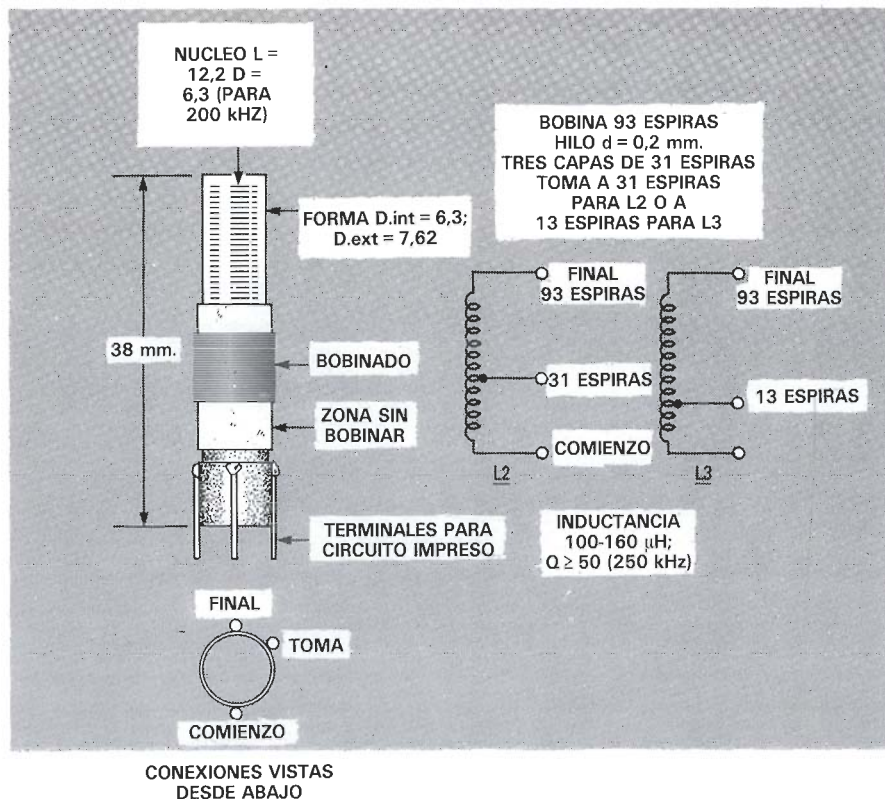 NUCLEO L =
12,2 D =
6,3 (PARA
200 kHZ)
FORMA D.int = 6,3;
D.ext = 7,62
38 mm.
BOBINADO
ZONA SIN
BOBINAR
TERMINALES PARA
CIRCUITO IMPRESO
FINAL
TOMA
COMIENZO
CONEXIONES VISTAS
DESDE ABAJO
BOBINA 93 ESPIRAS
HILO d = 0,2 mm.
TRES CAPAS DE 31 ESPIRAS
TOMA A 31 ESPIRAS
PARA L2 O A
13 ESPIRAS PARA L3
FINAL
93 ESPIRAS
31 ESPIRAS
COMIENZO
L2
FINAL
93 ESPIRAS
13 ESPIRAS
L3
INDUCTANCIA
100-160 µH;
Q ≥ 50 (250 kHz)